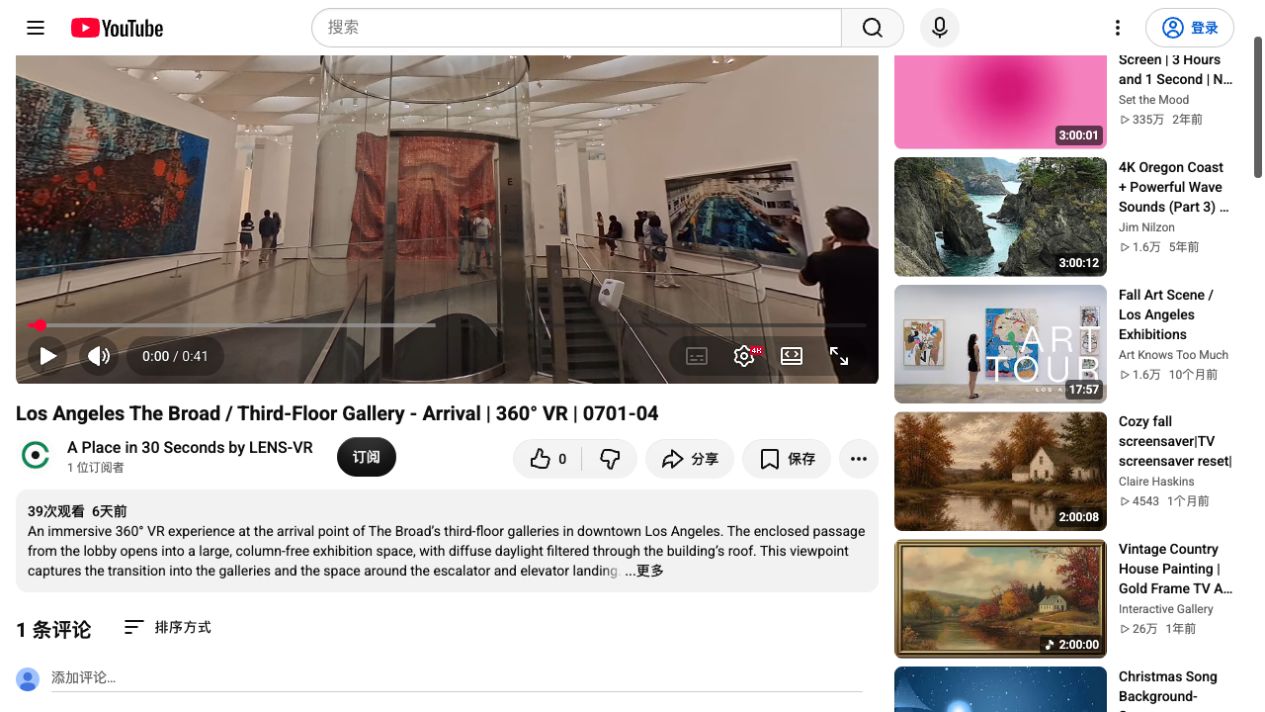 YouTube
搜索
登录
E
0:00 / 0:41
4K
Los Angeles The Broad / Third-Floor Gallery - Arrival | 360° VR | 0701-04
A Place in 30 Seconds by LENS-VR
1 位订阅者
订阅
0
分享
保存
39次观看 6天前
An immersive 360° VR experience at the arrival point of The Broad’s third-floor galleries in downtown Los Angeles. The enclosed passage
from the lobby opens into a large, column-free exhibition space, with diffuse daylight filtered through the building’s roof. This viewpoint
captures the transition into the galleries and the space around the escalator and elevator landing. ...更多
1 条评论
排序方式
添加评论...
Screen | 3 Hours
and 1 Second | N...
Set the Mood
335万 2年前
3:00:01
4K Oregon Coast
+ Powerful Wave
Sounds (Part 3) ...
Jim Nilzon
1.6万 5年前
3:00:12
Fall Art Scene /
Los Angeles
Exhibitions
Art Knows Too Much
1.6万 10个月前
ART
TOUR
17:57
Cozy fall
screensaver|TV
screensaver reset|
Claire Haskins
4543 1个月前
2:00:08
Vintage Country
House Painting |
Gold Frame TV A...
Interactive Gallery
26万 1年前
2:00:00
Christmas Song
Background-